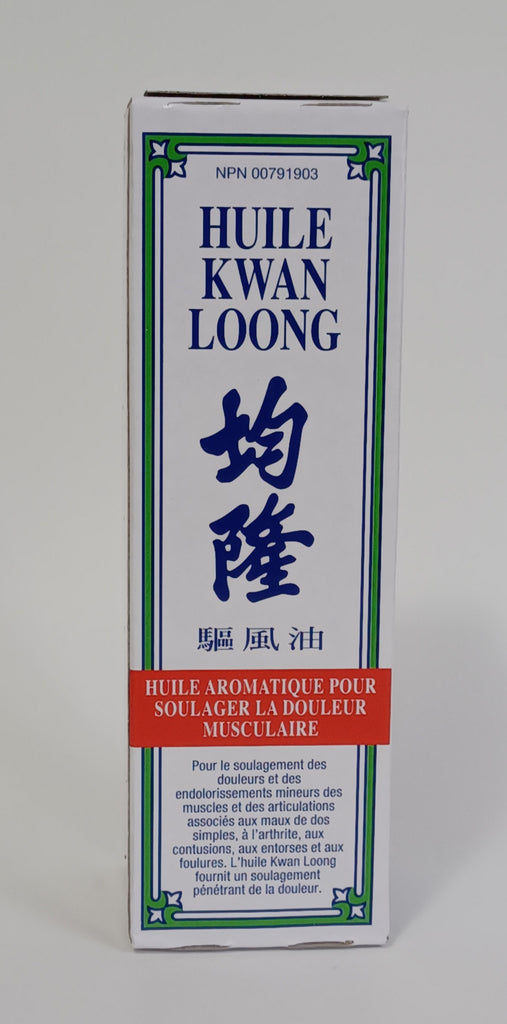 NPN 00791903
HUILE
KWAN
LOONG
均
隆
驅風油
HUILE AROMATIQUE POUR
SOULAGER LA DOULEUR
MUSCULAIRE
Pour le soulagement des
douleurs et des
endolorissements mineurs des
muscles et des articulations
associés aux maux de dos
simples, à l'arthrite, aux
contusions, aux entorses et aux
foulures. L'huile Kwan Loong
fournit un soulagement
pénétrant de la douleur.